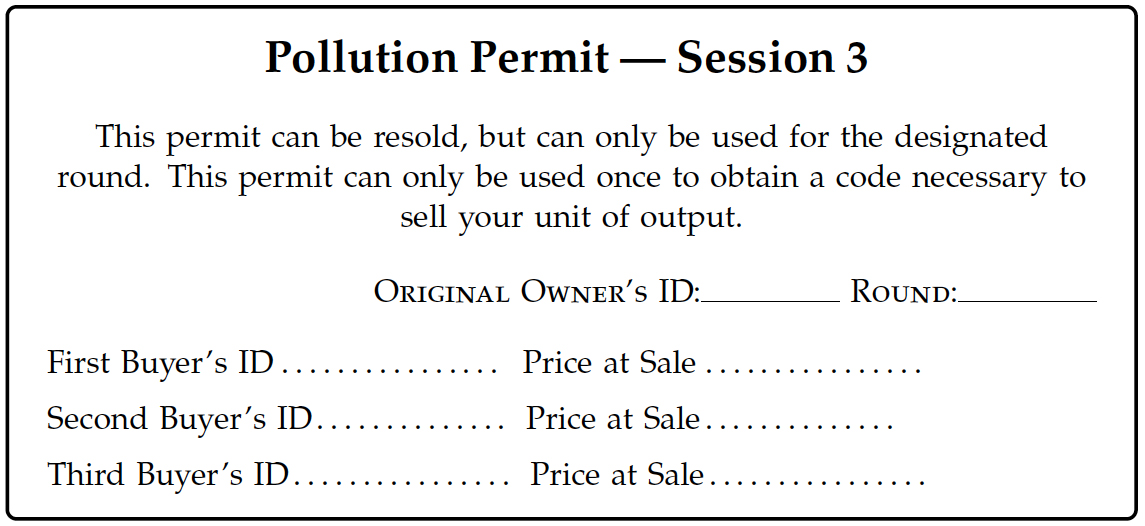 Pollution Permit — Session 3
This permit can be resold, but can only be used for the designated
round. This permit can only be used once to obtain a code necessary to
sell your unit of output.
Original Owner's ID:__________ Round:__________
First Buyer's ID ................ Price at Sale ................
Second Buyer's ID.............. Price at Sale..............
Third Buyer's ID................ Price at Sale................